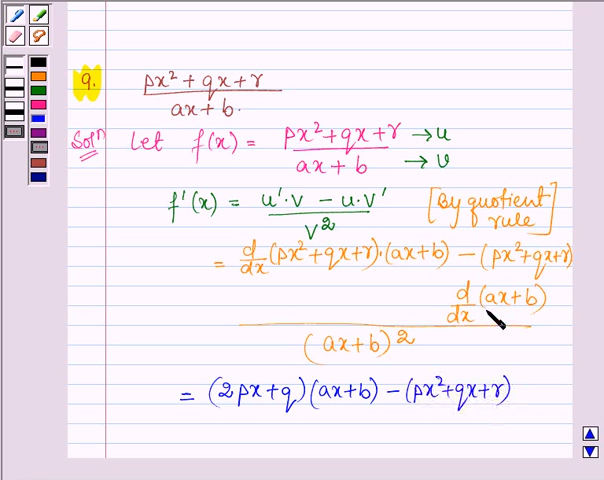 9. px² + qx + r
ax + b.
Solⁿ Let f(x) = px² + qx + r → u
ax + b → v
f'(x) = u'·v − u·v' [By quotient
v² rule]
= d/dx (px² + qx + r)·(ax + b) − (px² + qx + r)
d/dx (ax + b)
(ax + b)²
= (2px + q)(ax + b) − (px² + qx + r)